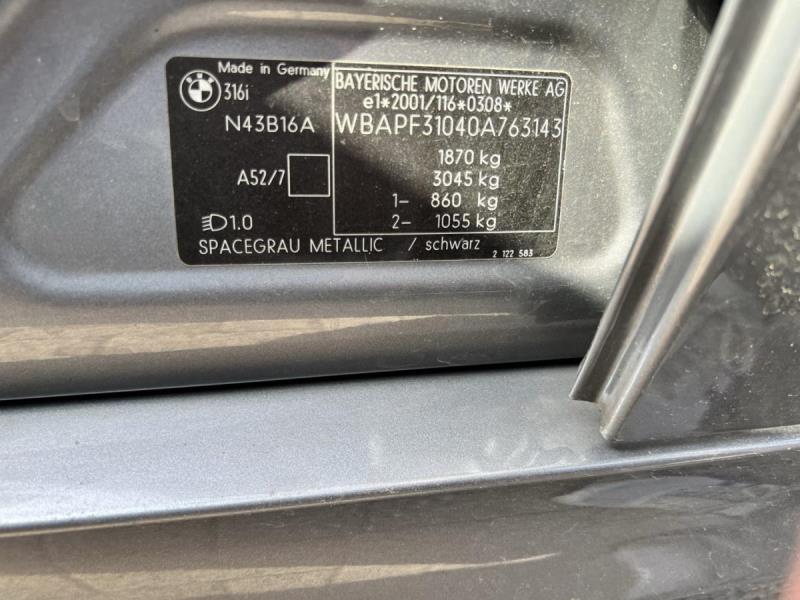 Made in Germany
BMW
316i
BAYERISCHE MOTOREN WERKE AG
e1*2001/116*0308*
N43B16A
WBAPF31040A763143
1870 kg
A52/7
3045 kg
1- 860 kg
1.0
2- 1055 kg
SPACEGRAU METALLIC / schwarz
2 122 583